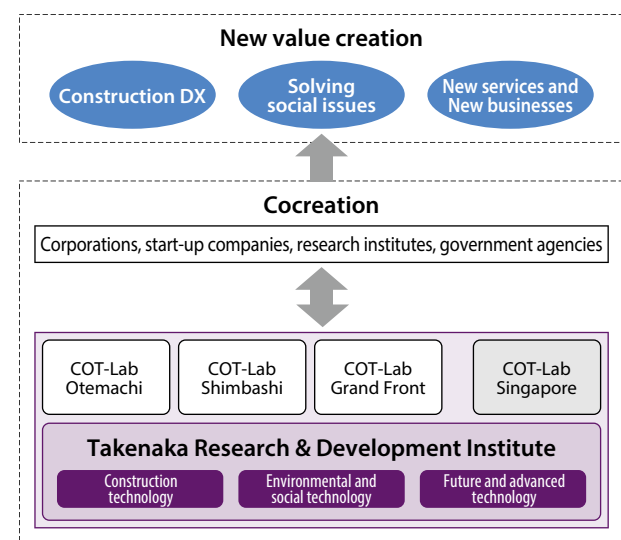 New value creation
Construction DX
Solving
social issues
New services and
New businesses
Cocreation
Corporations, start-up companies, research institutes, government agencies
COT-Lab
Otemachi
COT-Lab
Shimbashi
COT-Lab
Grand Front
COT-Lab
Singapore
Takenaka Research & Development Institute
Construction
technology
Environmental and
social technology
Future and advanced
technology